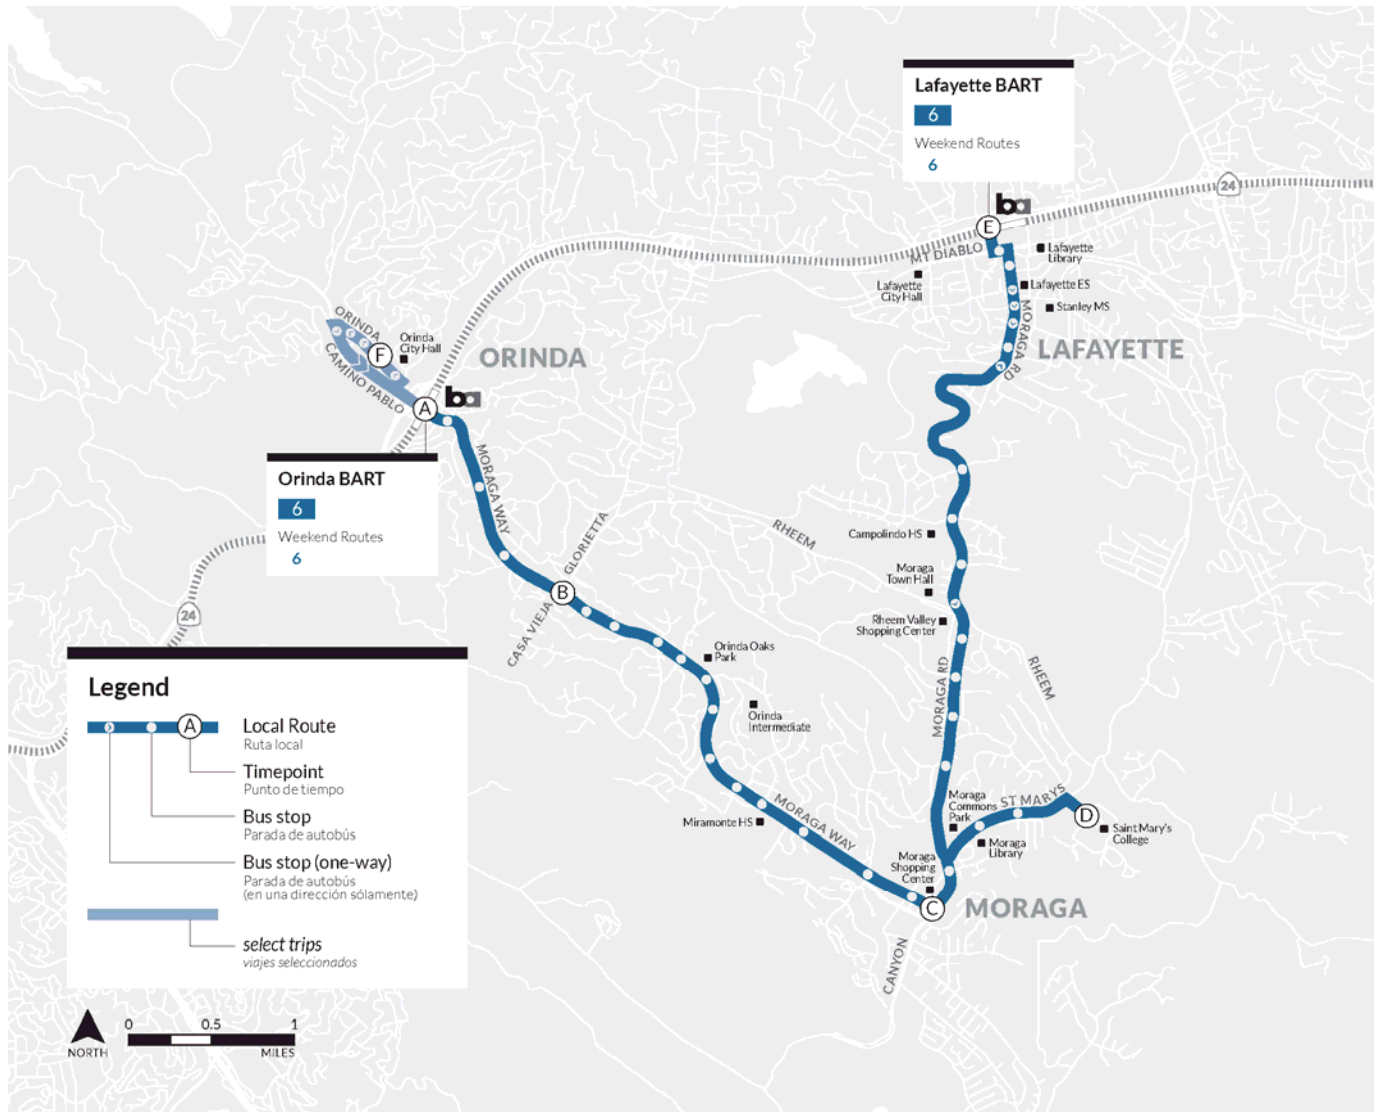 Lafayette BART
6
Weekend Routes
6
24
ba
E
MT DIABLO
Lafayette
Library
Lafayette
City Hall
Lafayette ES
Stanley MS
MORAGA RD
LAFAYETTE
ORINDA
F
Orinda
City Hall
CAMINO PABLO
ORINDA
A
ba
Orinda BART
6
Weekend Routes
6
MORAGA WAY
GLORIETTA
B
CASA VIEJA
RHEEM
Campolindo HS
Moraga
Town Hall
Rheem Valley
Shopping Center
24
Orinda Oaks
Park
RHEEM
MORAGA RD
Orinda
Intermediate
Miramonte HS
MORAGA WAY
Moraga
Commons
Park
ST MARYS
D
Saint Mary's
College
Moraga
Library
Moraga
Shopping
Center
C
MORAGA
CANYON
Legend
A
Local Route
Ruta local
Timepoint
Punto de tiempo
Bus stop
Parada de autobús
Bus stop (one-way)
Parada de autobús
(en una dirección sólamente)
select trips
viajes seleccionados
NORTH
0 0.5 1
MILES